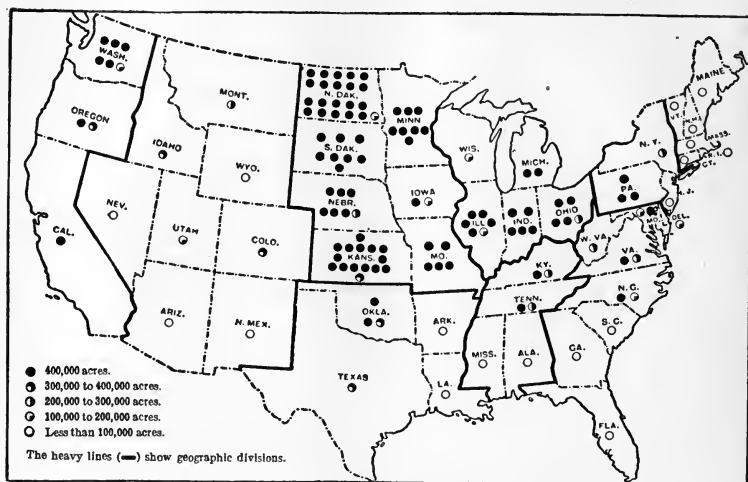 WASH.
MONT.
N. DAK.
MINN
MAINE
VT.
N.H.
MASS.
OREGON
IDAHO
WYO.
S. DAK.
WIS.
MICH.
N.Y.
R.I.
NEV.
UTAH
COLO.
NEBR.
IOWA
ILL
IND.
OHIO
PA.
N.J.
DEL.
CAL.
KANS.
MO.
KY.
W. VA.
VA.
ARIZ.
N. MEX.
OKLA.
ARK.
TENN.
N. C.
S. C.
TEXAS
LA.
MISS.
ALA.
GA.
FLA.
400,000 acres.
300,000 to 400,000 acres.
200,000 to 300,000 acres.
100,000 to 200,000 acres.
Less than 100,000 acres.
The heavy lines (▬) show geographic divisions.